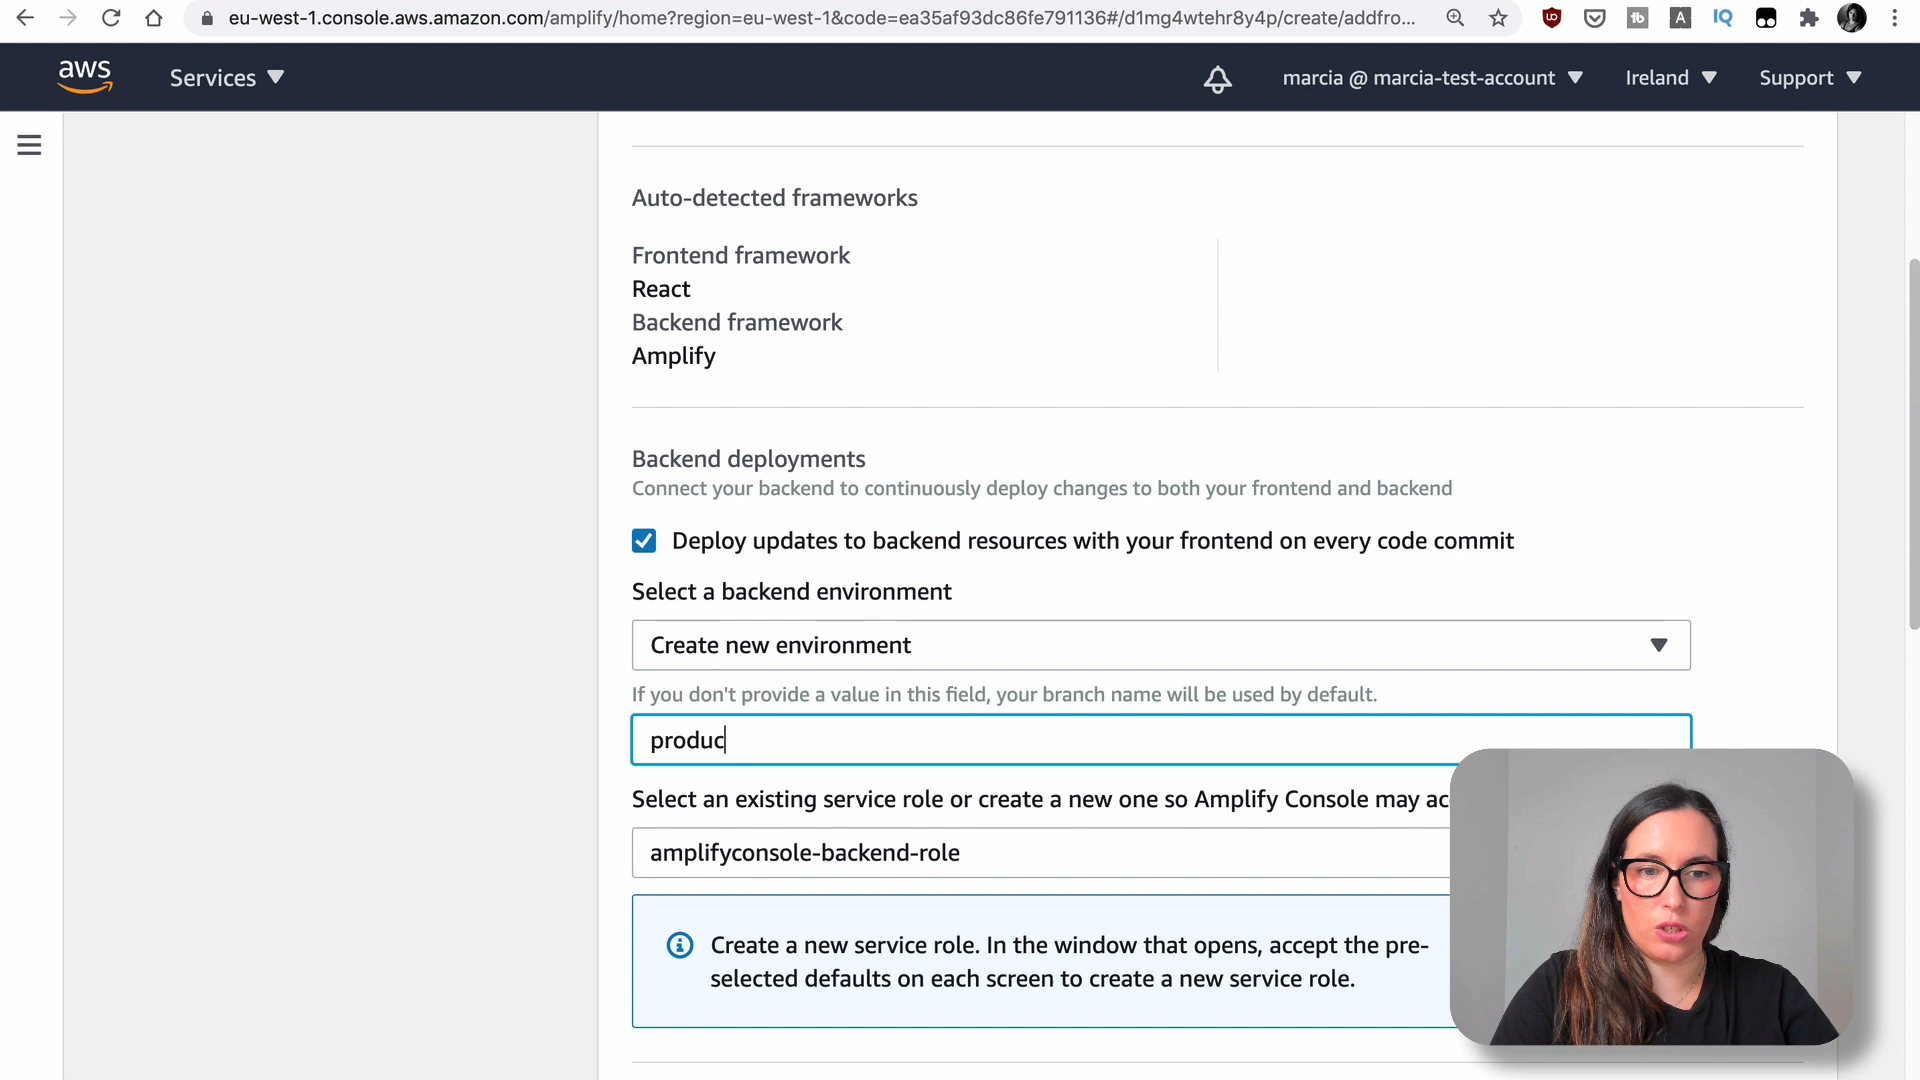 eu-west-1.console.aws.amazon.com/amplify/home?region=eu-west-1&code=ea35af93dc86fe791136#/d1mg4wtehr8y4p/create/addfro...
aws
Services
marcia @ marcia-test-account
Ireland
Support
Auto-detected frameworks
Frontend framework
React
Backend framework
Amplify
Backend deployments
Connect your backend to continuously deploy changes to both your frontend and backend
Deploy updates to backend resources with your frontend on every code commit
Select a backend environment
Create new environment
If you don't provide a value in this field, your branch name will be used by default.
produc
Select an existing service role or create a new one so Amplify Console may ac
amplifyconsole-backend-role
Create a new service role. In the window that opens, accept the pre-
selected defaults on each screen to create a new service role.